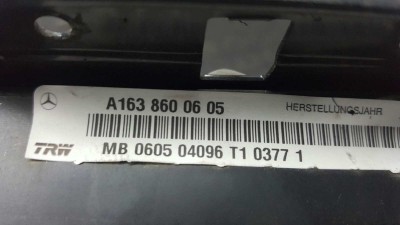 A163 860 06 05 HERSTELLUNGSJAHR
TRW MB 0605 04096 T1 0377 1